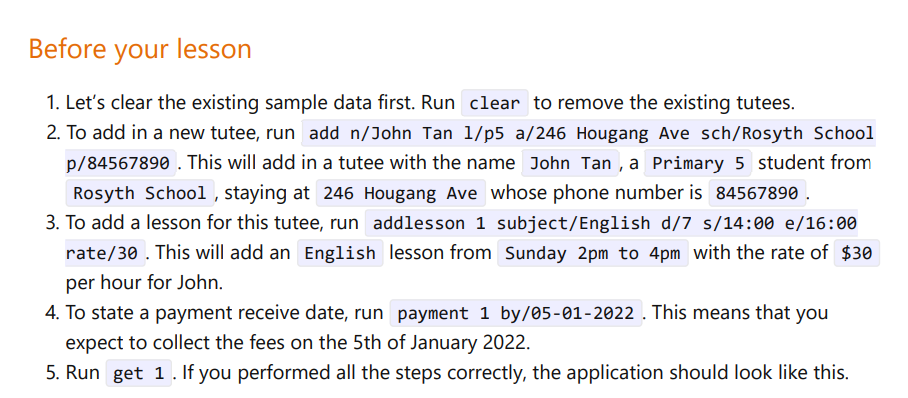 Before your lesson
1. Let's clear the existing sample data first. Run clear to remove the existing tutees.
2. To add in a new tutee, run add n/John Tan l/p5 a/246 Hougang Ave sch/Rosyth School
p/84567890 . This will add in a tutee with the name John Tan , a Primary 5 student from
Rosyth School , staying at 246 Hougang Ave whose phone number is 84567890 .
3. To add a lesson for this tutee, run addlesson 1 subject/English d/7 s/14:00 e/16:00
rate/30 . This will add an English lesson from Sunday 2pm to 4pm with the rate of $30
per hour for John.
4. To state a payment receive date, run payment 1 by/05-01-2022 . This means that you
expect to collect the fees on the 5th of January 2022.
5. Run get 1 . If you performed all the steps correctly, the application should look like this.